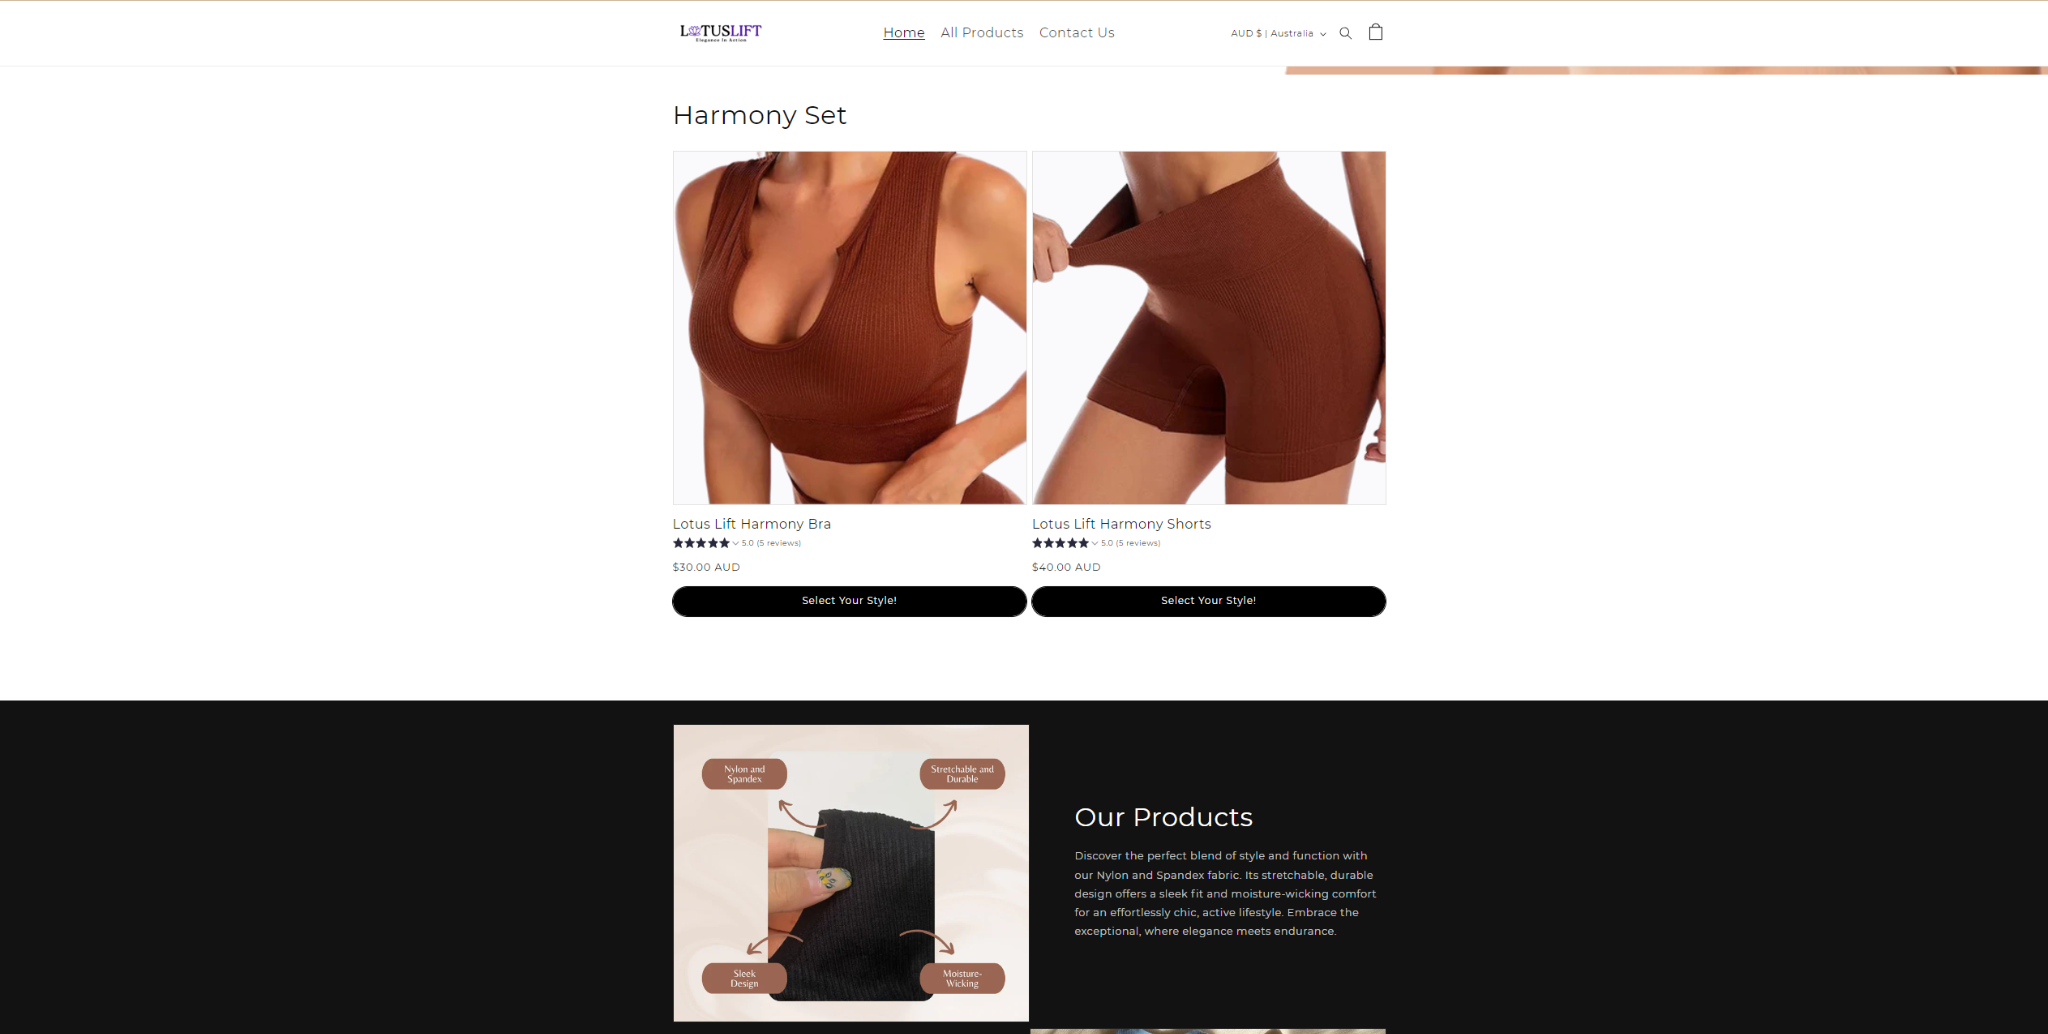 LOTUSLIFT
Elegance In Action
Home
All Products
Contact Us
AUD $ | Australia
Harmony Set
Lotus Lift Harmony Bra
5.0 (5 reviews)
$30.00 AUD
Select Your Style!
Lotus Lift Harmony Shorts
5.0 (5 reviews)
$40.00 AUD
Select Your Style!
Nylon and
Spandex
Stretchable and
Durable
Sleek
Design
Moisture-
Wicking
Our Products
Discover the perfect blend of style and function with
our Nylon and Spandex fabric. Its stretchable, durable
design offers a sleek fit and moisture-wicking comfort
for an effortlessly chic, active lifestyle. Embrace the
exceptional, where elegance meets endurance.